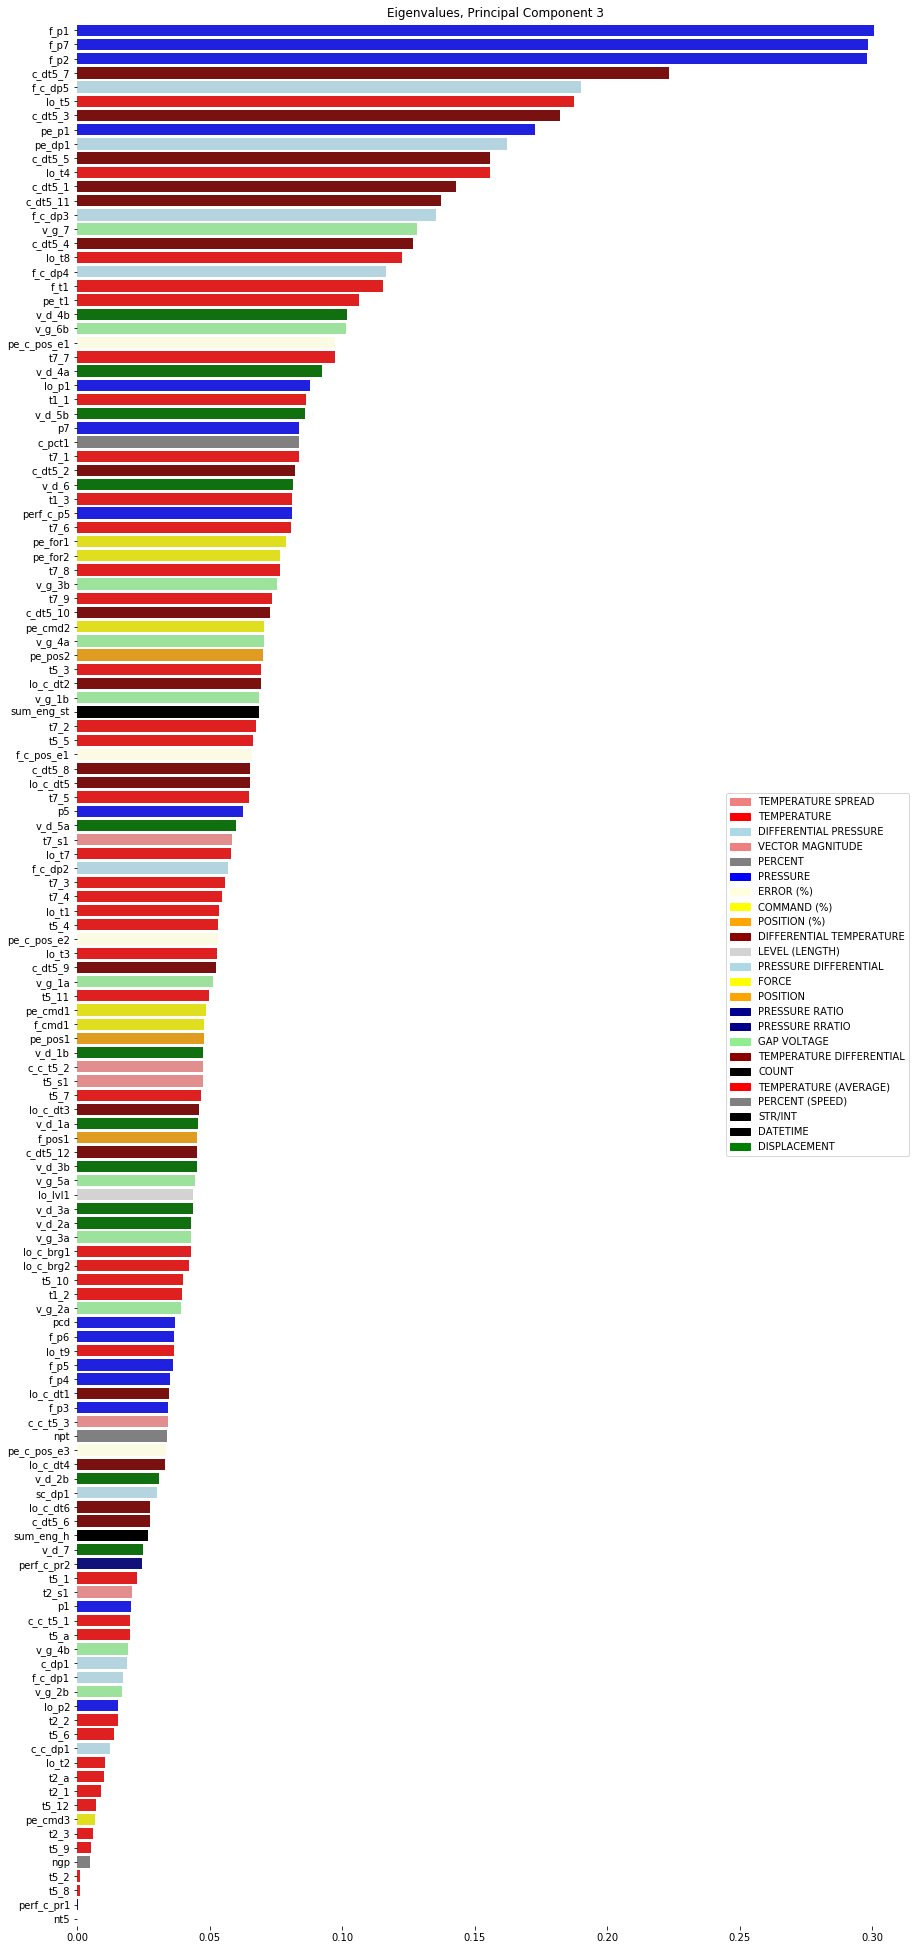 Eigenvalues, Principal Component 3
f_p1
f_p7
f_p2
c_dt5_7
f_c_dp5
lo_t5
c_dt5_3
pe_p1
pe_dp1
c_dt5_5
lo_t4
c_dt5_1
c_dt5_11
f_c_dp3
v_g_7
c_dt5_4
lo_t8
f_c_dp4
f_t1
pe_t1
v_d_4b
v_g_6b
pe_c_pos_e1
t7_7
v_d_4a
lo_p1
t1_1
v_d_5b
p7
c_pct1
t7_1
c_dt5_2
v_d_6
t1_3
perf_c_p5
t7_6
pe_for1
pe_for2
t7_8
v_g_3b
t7_9
c_dt5_10
pe_cmd2
v_g_4a
pe_pos2
t5_3
lo_c_dt2
v_g_1b
sum_eng_st
t7_2
t5_5
f_c_pos_e1
c_dt5_8
lo_c_dt5
t7_5
p5
v_d_5a
t7_s1
lo_t7
f_c_dp2
t7_3
t7_4
lo_t1
t5_4
pe_c_pos_e2
lo_t3
c_dt5_9
v_g_1a
t5_11
pe_cmd1
f_cmd1
pe_pos1
v_d_1b
c_c_t5_2
t5_s1
t5_7
lo_c_dt3
v_d_1a
f_pos1
c_dt5_12
v_d_3b
v_g_5a
lo_lvl1
v_d_3a
v_d_2a
v_g_3a
lo_c_brg1
lo_c_brg2
t5_10
t1_2
v_g_2a
pcd
f_p6
lo_t9
f_p5
f_p4
lo_c_dt1
f_p3
c_c_t5_3
npt
pe_c_pos_e3
lo_c_dt4
v_d_2b
sc_dp1
lo_c_dt6
c_dt5_6
sum_eng_h
v_d_7
perf_c_pr2
t5_1
t2_s1
p1
c_c_t5_1
t5_a
v_g_4b
c_dp1
f_c_dp1
v_g_2b
lo_p2
t2_2
t5_6
c_c_dp1
lo_t2
t2_a
t2_1
t5_12
pe_cmd3
t2_3
t5_9
ngp
t5_2
t5_8
perf_c_pr1
nt5
0.00 0.05 0.10 0.15 0.20 0.25 0.30
TEMPERATURE SPREAD
TEMPERATURE
DIFFERENTIAL PRESSURE
VECTOR MAGNITUDE
PERCENT
PRESSURE
ERROR (%)
COMMAND (%)
POSITION (%)
DIFFERENTIAL TEMPERATURE
LEVEL (LENGTH)
PRESSURE DIFFERENTIAL
FORCE
POSITION
PRESSURE RATIO
PRESSURE RRATIO
GAP VOLTAGE
TEMPERATURE DIFFERENTIAL
COUNT
TEMPERATURE (AVERAGE)
PERCENT (SPEED)
STR/INT
DATETIME
DISPLACEMENT